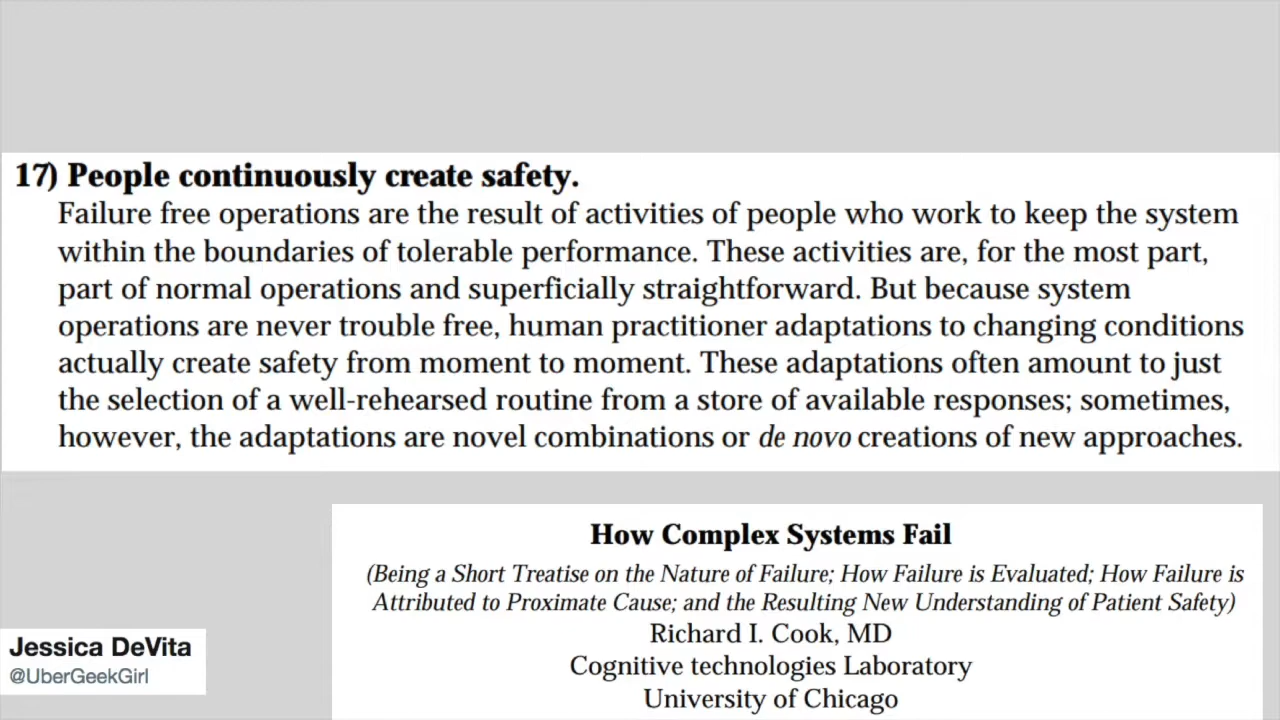 17) People continuously create safety.
Failure free operations are the result of activities of people who work to keep the system
within the boundaries of tolerable performance. These activities are, for the most part,
part of normal operations and superficially straightforward. But because system
operations are never trouble free, human practitioner adaptations to changing conditions
actually create safety from moment to moment. These adaptations often amount to just
the selection of a well-rehearsed routine from a store of available responses; sometimes,
however, the adaptations are novel combinations or de novo creations of new approaches.
How Complex Systems Fail
(Being a Short Treatise on the Nature of Failure; How Failure is Evaluated; How Failure is
Attributed to Proximate Cause; and the Resulting New Understanding of Patient Safety)
Richard I. Cook, MD
Cognitive technologies Laboratory
University of Chicago
Jessica DeVita
@UberGeekGirl